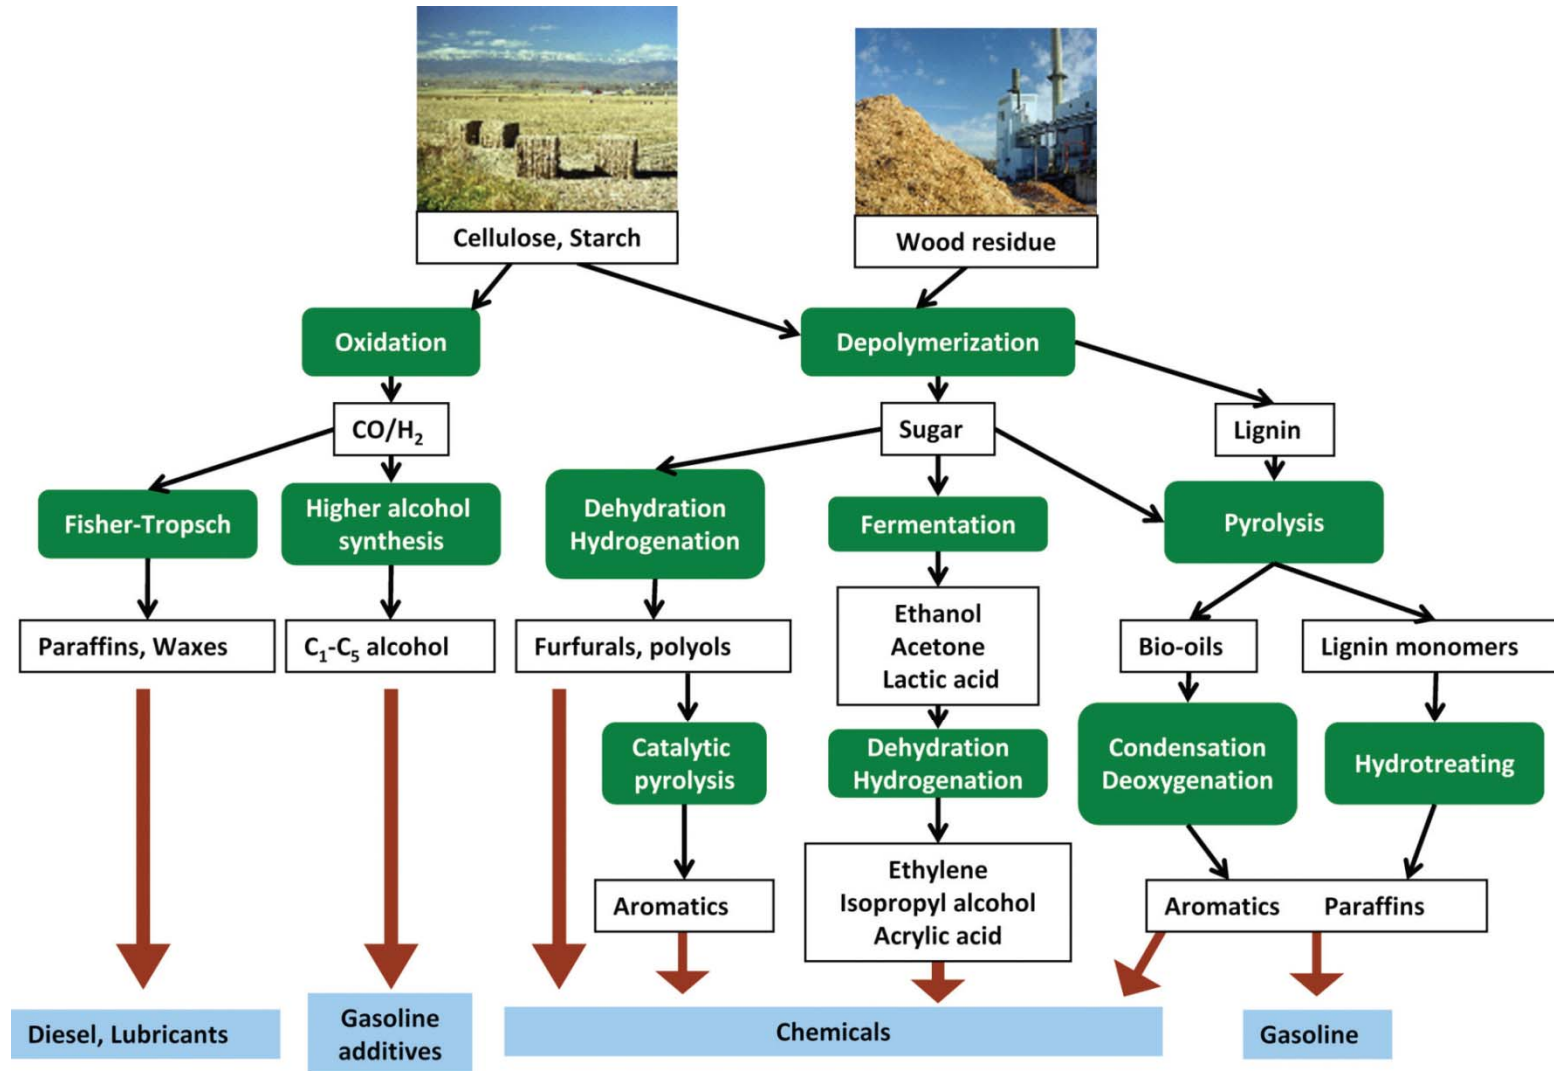 Cellulose, Starch
Wood residue
Oxidation
Depolymerization
CO/H₂
Sugar
Lignin
Fisher-Tropsch
Higher alcohol
synthesis
Dehydration
Hydrogenation
Fermentation
Pyrolysis
Paraffins, Waxes
C₁-C₅ alcohol
Furfurals, polyols
Ethanol
Acetone
Lactic acid
Bio-oils
Lignin monomers
Catalytic
pyrolysis
Dehydration
Hydrogenation
Condensation
Deoxygenation
Hydrotreating
Aromatics
Ethylene
Isopropyl alcohol
Acrylic acid
Aromatics Paraffins
Diesel, Lubricants
Gasoline
additives
Chemicals
Gasoline